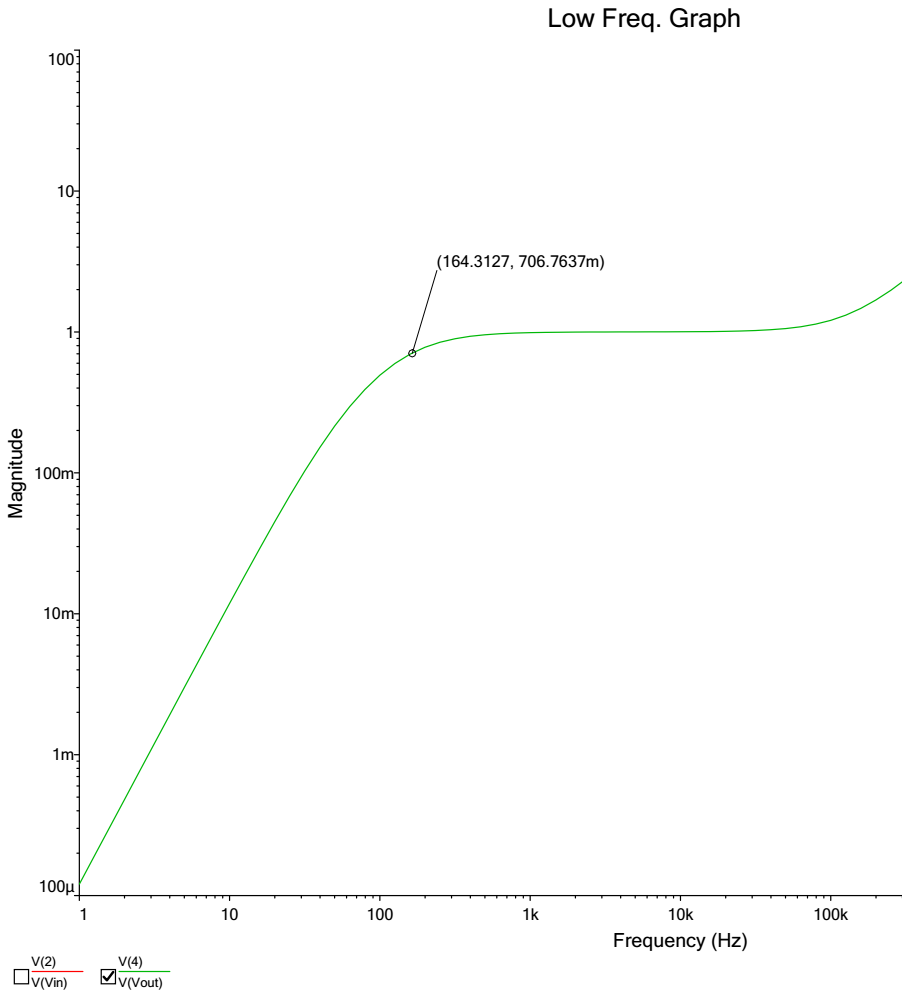 Low Freq. Graph
100
10
(164.3127, 706.7637m)
1
100m
Magnitude
10m
1m
100µ
1 10 100 1k 10k 100k
Frequency (Hz)
V(2) V(4)
V(Vin) V(Vout)